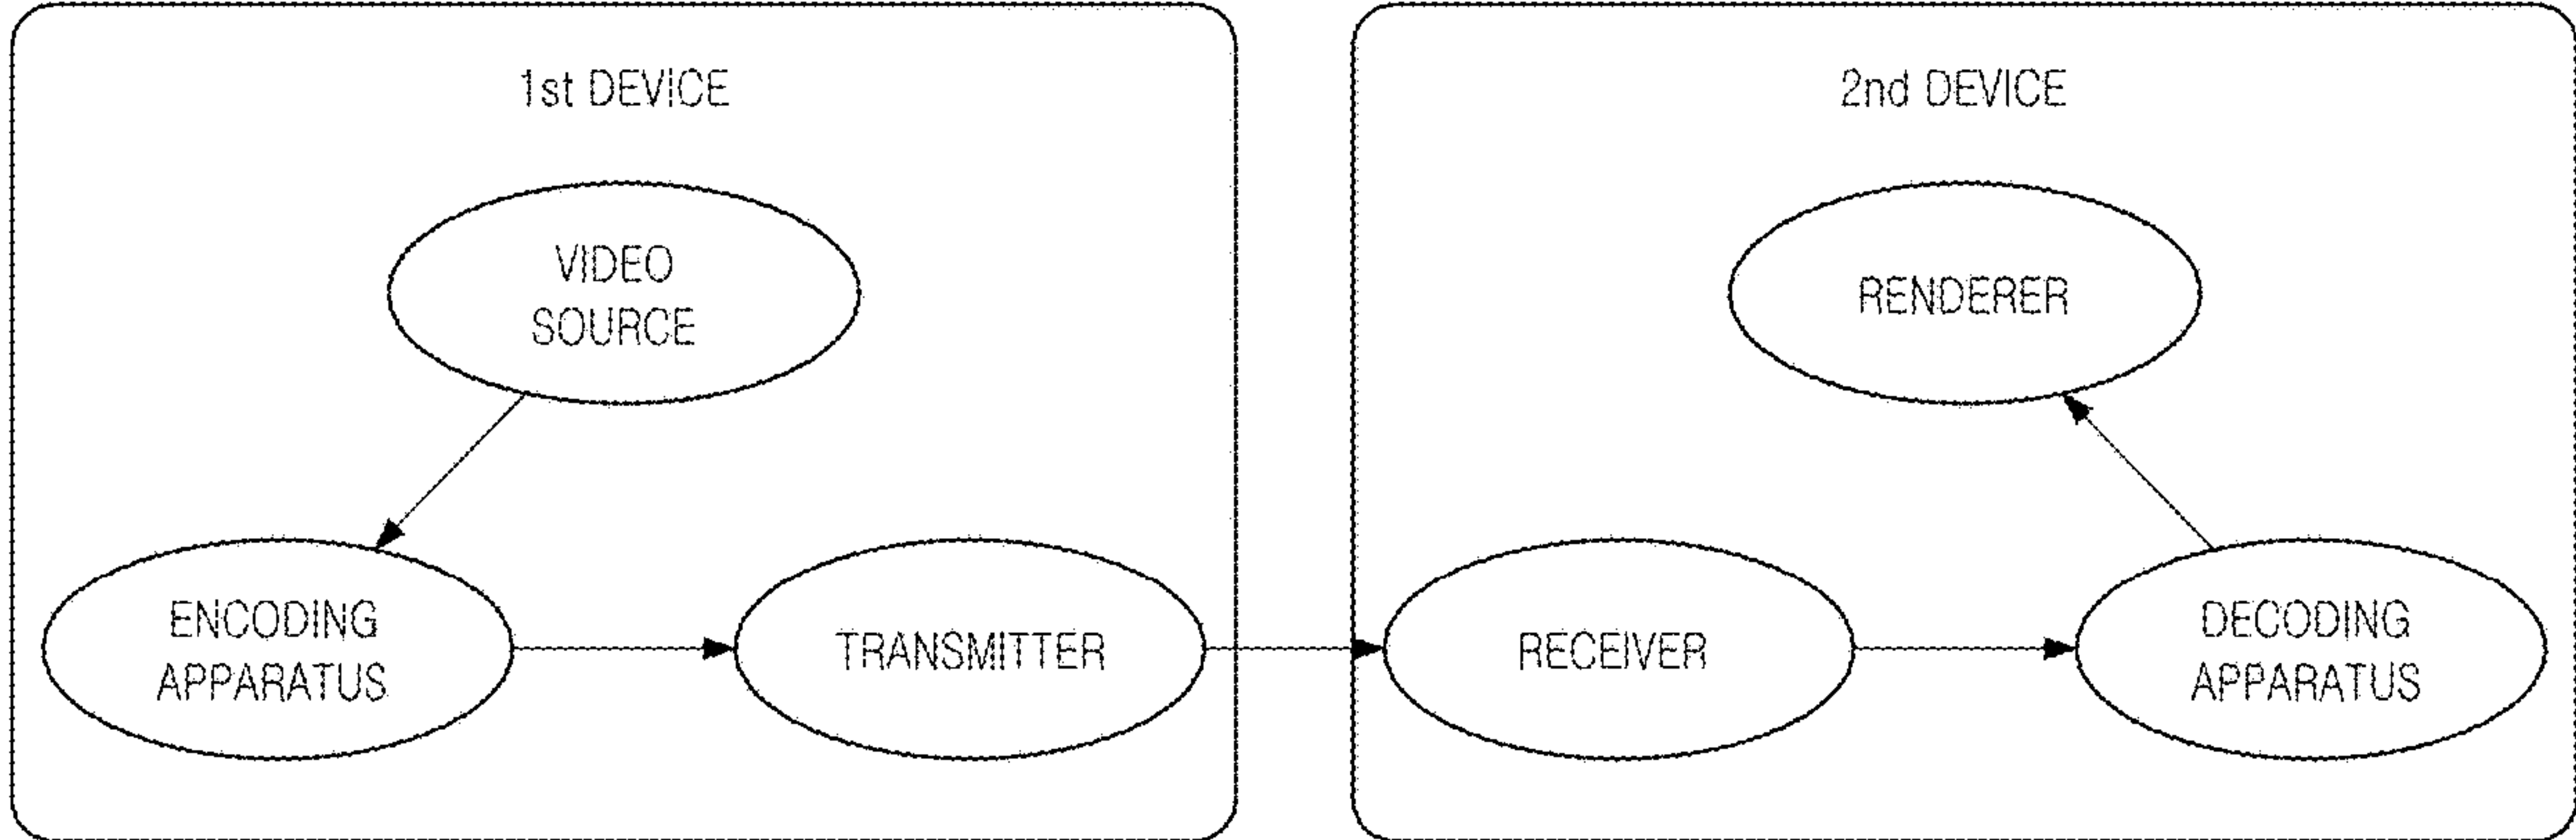 1st DEVICE
VIDEO
SOURCE
ENCODING
APPARATUS
TRANSMITTER
2nd DEVICE
RENDERER
RECEIVER
DECODING
APPARATUS